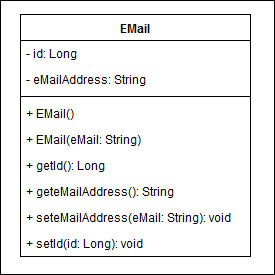 EMail
- id: Long
- eMailAddress: String
+ EMail()
+ EMail(eMail: String)
+ getId(): Long
+ geteMailAddress(): String
+ seteMailAddress(eMail: String): void
+ setId(id: Long): void